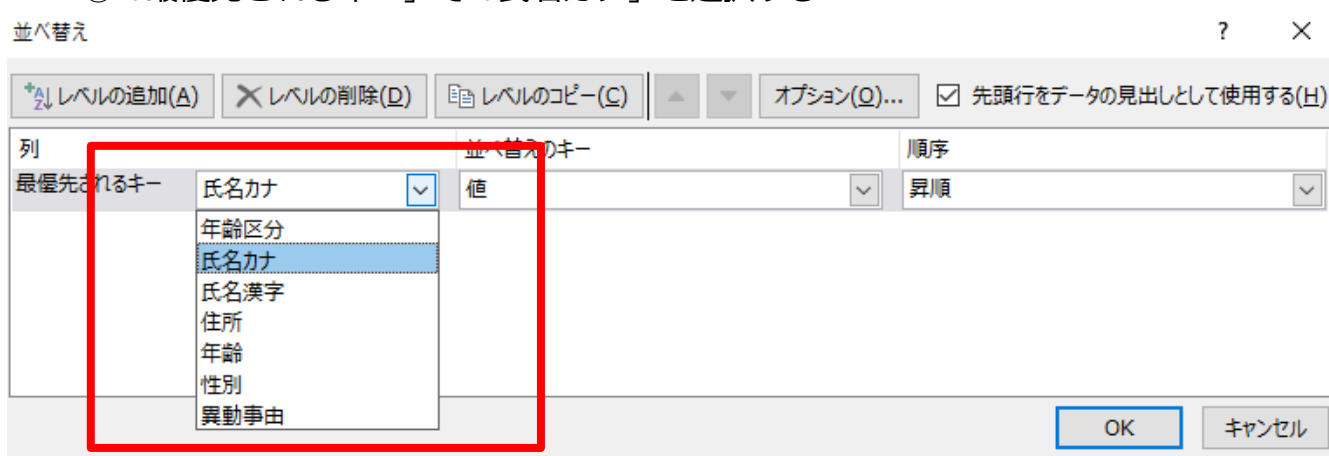 並べ替え ? ×
レベルの追加(A) レベルの削除(D) レベルのコピー(C) オプション(O)... 先頭行をデータの見出しとして使用する(H)
列 並べ替えのキー 順序
最優先されるキー 氏名カナ 値 昇順
年齢区分
氏名カナ
氏名漢字
住所
年齢
性別
異動事由
OK キャンセル